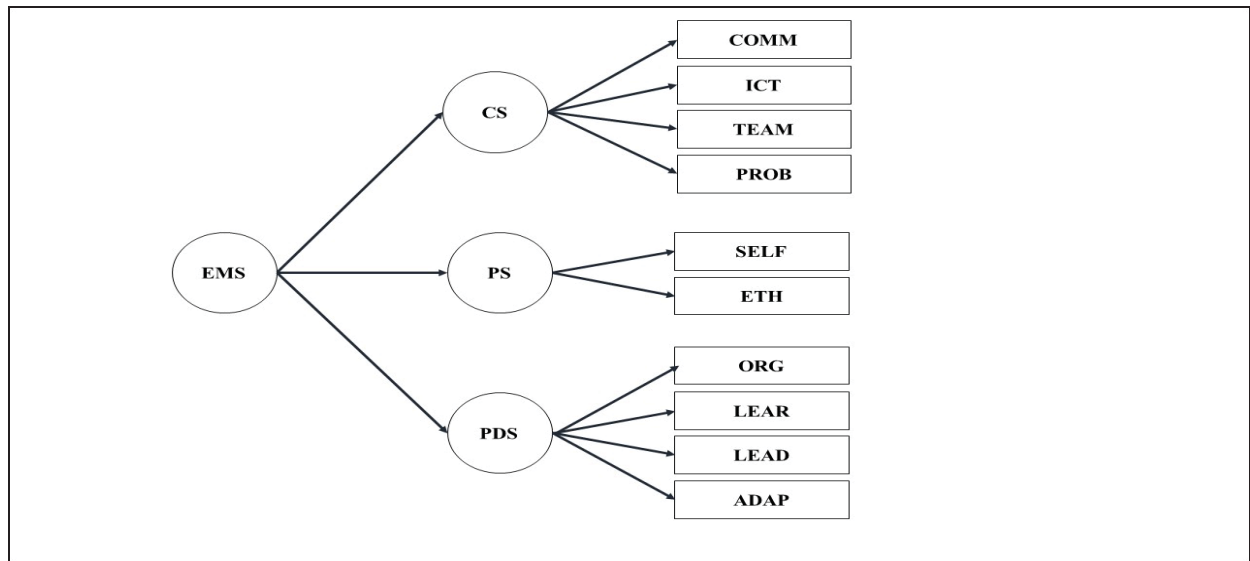 COMM
ICT
CS
TEAM
PROB
SELF
EMS
PS
ETH
ORG
LEAR
PDS
LEAD
ADAP